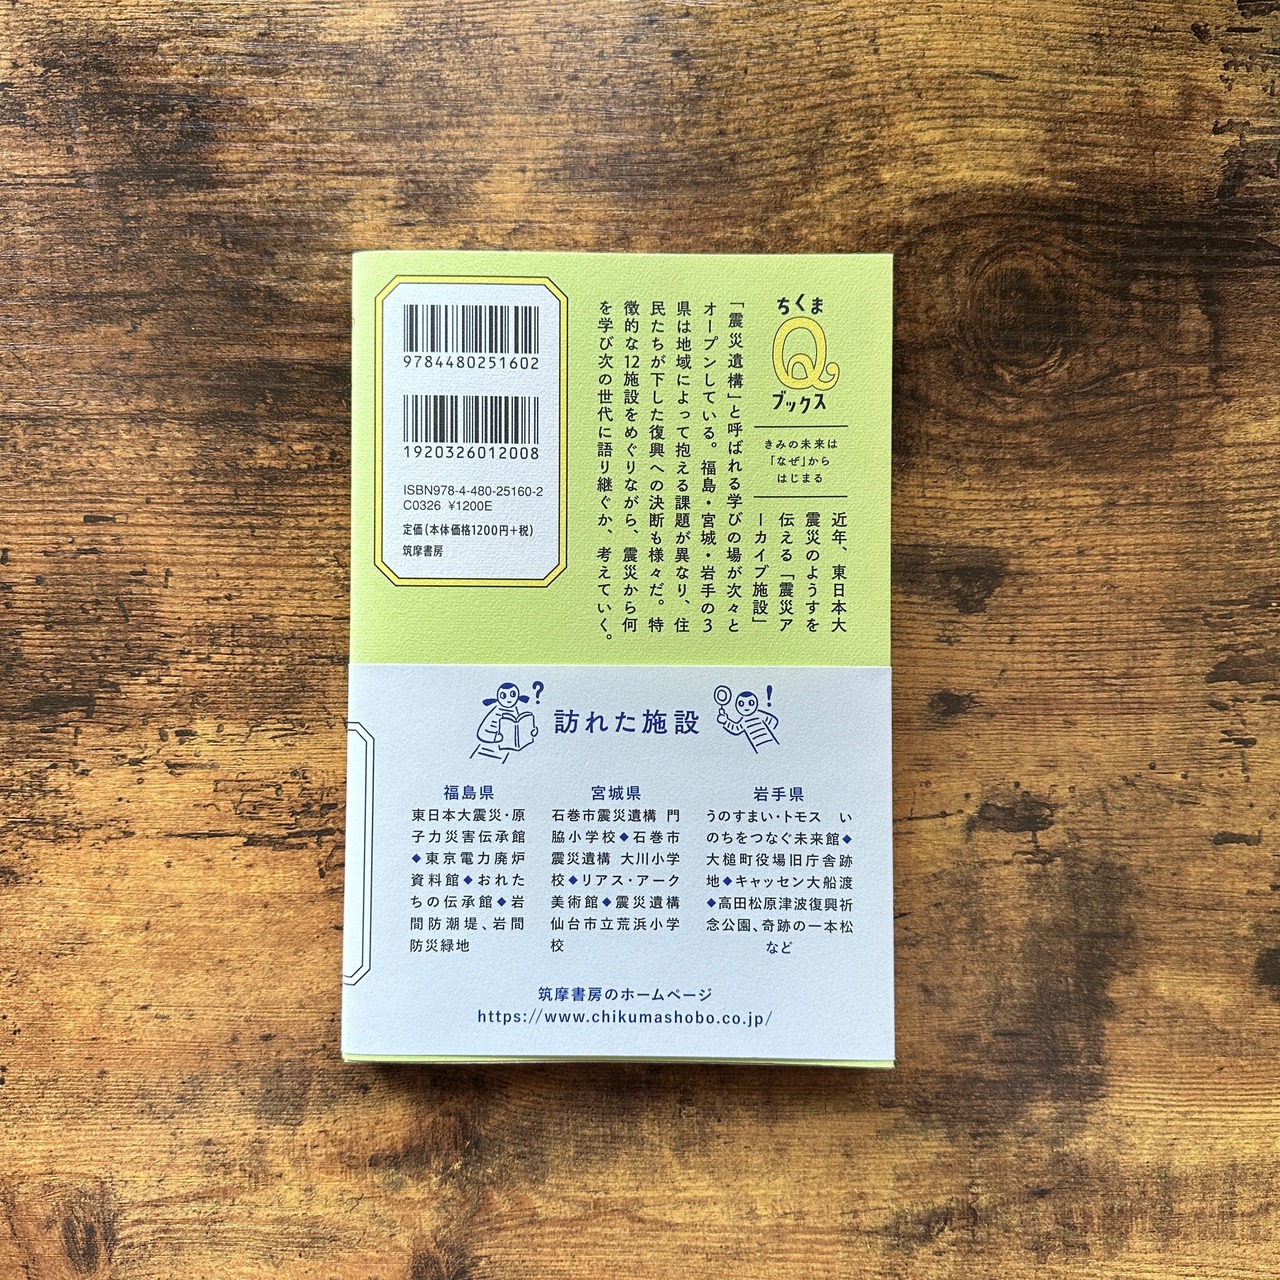 ちくま
Q
ブックス
きみの未来は
「なぜ」から
はじまる
近年、東日本大
震災のようすを
伝える「震災ア
ーカイブ施設」
「震災遺構」と呼ばれる学びの場が次々と
オープンしている。福島・宮城・岩手の3
県は地域によって抱える課題が異なり、住
民たちが下した復興への決断も様々だ。特
徴的な12施設をめぐりながら、震災から何
を学び次の世代に語り継ぐか、考えていく。
9784480251602
1920326012008
ISBN978-4-480-25160-2
C0326 ¥1200E
定価(本体価格1200円+税)
筑摩書房
?
訪れた施設
!
福島県
東日本大震災・原
子力災害伝承館
◆東京電力廃炉
資料館◆おれた
ちの伝承館◆岩
間防潮堤、岩間
防災緑地
宮城県
石巻市震災遺構 門
脇小学校◆石巻市
震災遺構 大川小学
校◆リアス・アーク
美術館◆震災遺構
仙台市立荒浜小学
校
岩手県
うのすまい・トモス い
のちをつなぐ未来館◆
大槌町役場旧庁舎跡
地◆キャッセン大船渡
◆高田松原津波復興祈
念公園、奇跡の一本松
など
筑摩書房のホームページ
https://www.chikumashobo.co.jp/